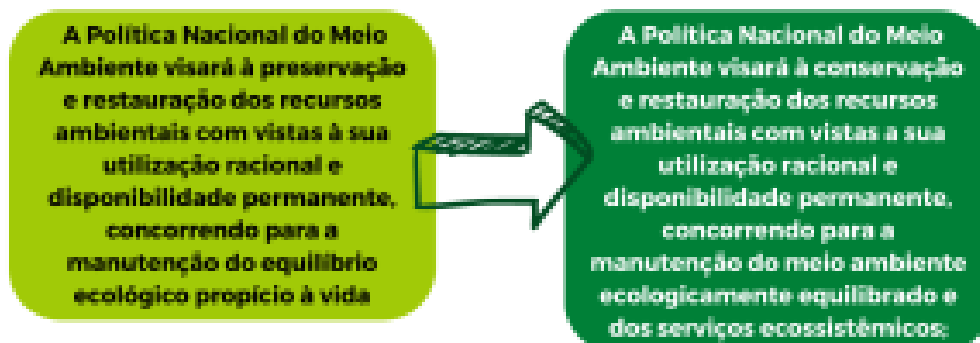 A Política Nacional do Meio
Ambiente visará à preservação
e restauração dos recursos
ambientais com vistas à sua
utilização racional e
disponibilidade permanente,
concorrendo para a
manutenção do equilíbrio
ecológico propício à vida
A Política Nacional do Meio
Ambiente visará à conservação
e restauração dos recursos
ambientais com vistas a sua
utilização racional e
disponibilidade permanente,
concorrendo para a
manutenção do meio ambiente
ecologicamente equilibrado e
dos serviços ecossistêmicos;